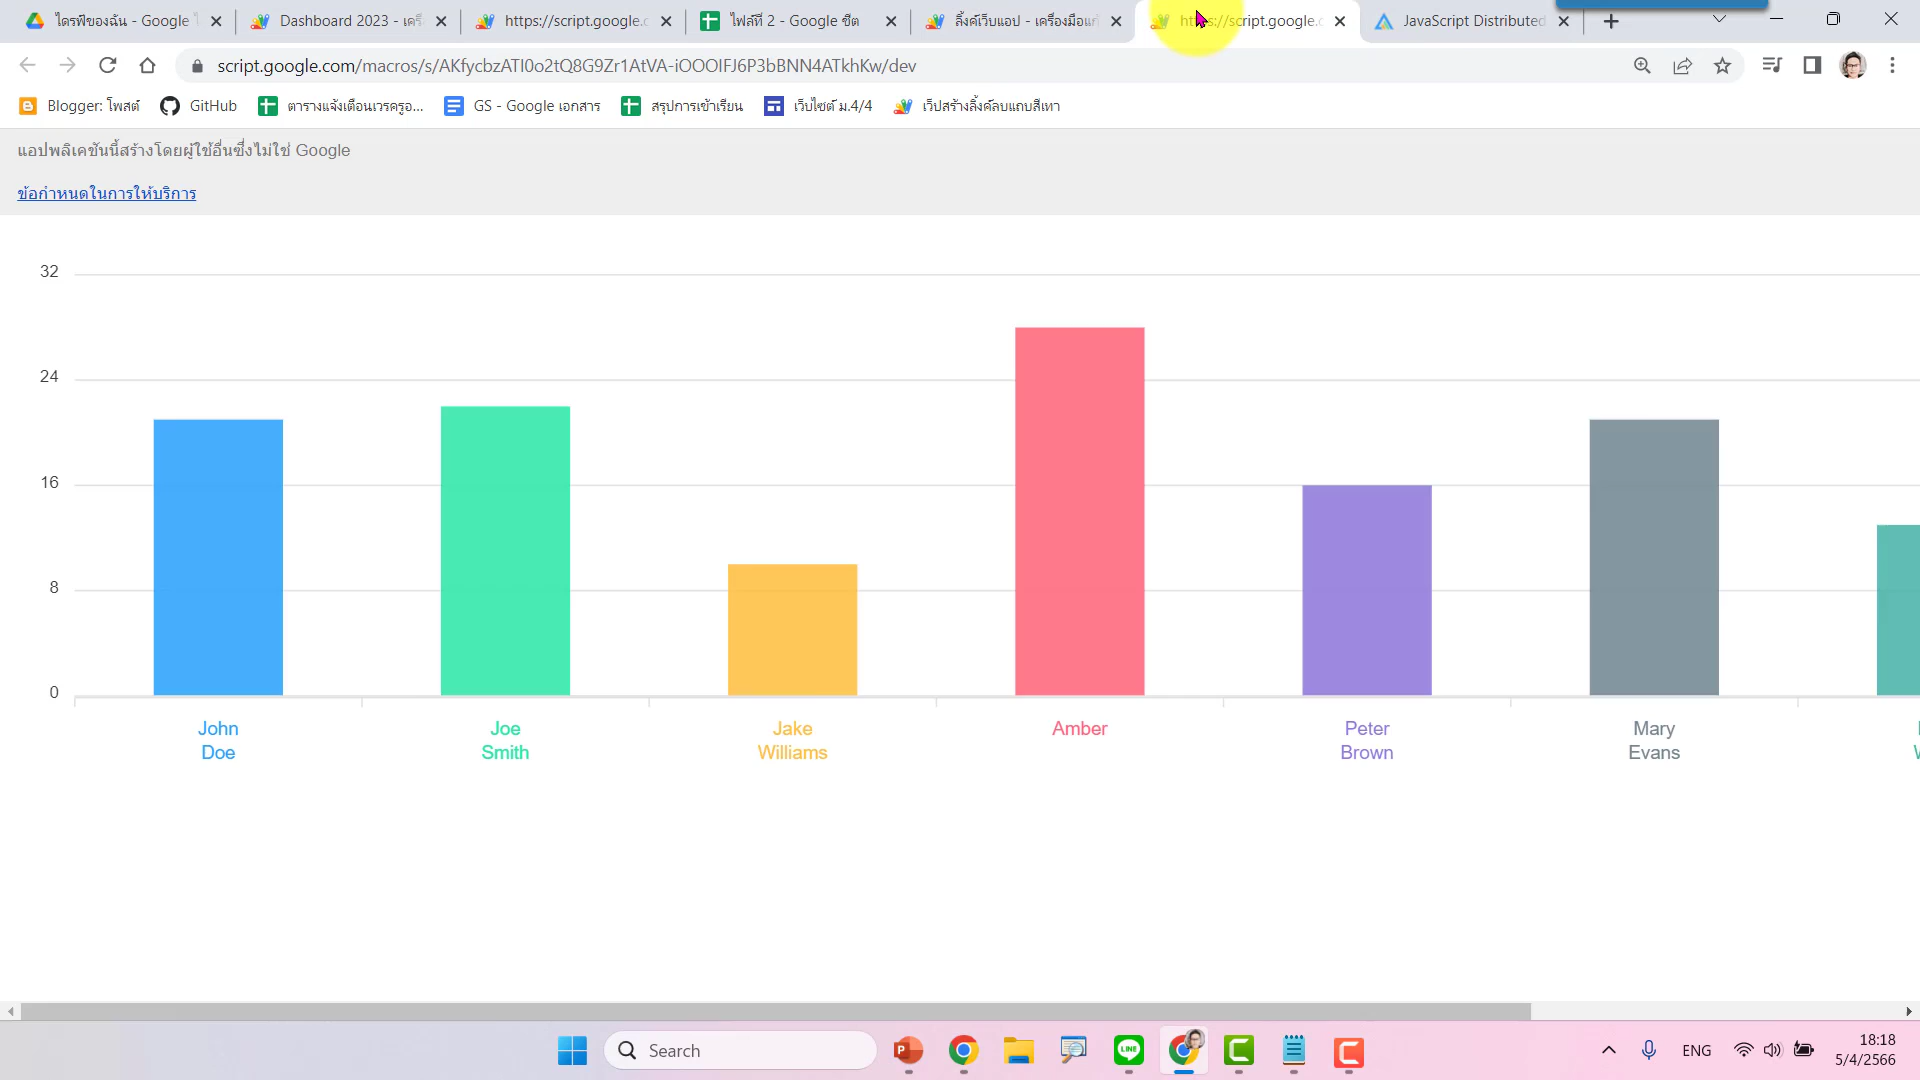 ไดรฟ์ของฉัน - Google
Dashboard 2023 - เครื
https://script.google.c
ไฟล์ที่ 2 - Google ชีต
ลิ้งค์เว็บแอป - เครื่องมือแก้
https://script.google.c
JavaScript Distributed
script.google.com/macros/s/AKfycbzATI0o2tQ8G9Zr1AtVA-iOOOIFJ6P3bBNN4ATkhKw/dev
Blogger: โพสต์
GitHub
ตารางแจ้งเตือนเวรครูอ...
GS - Google เอกสาร
สรุปการเข้าเรียน
เว็บไซต์ ม.4/4
เว็ปสร้างลิ้งค์ลบแถบสีเทา
แอปพลิเคชันนี้สร้างโดยผู้ใช้อื่นซึ่งไม่ใช่ Google
ข้อกำหนดในการให้บริการ
32
24
16
8
0
John
Doe
Joe
Smith
Jake
Williams
Amber
Peter
Brown
Mary
Evans
Search
LINE
ENG
18:18
5/4/2566